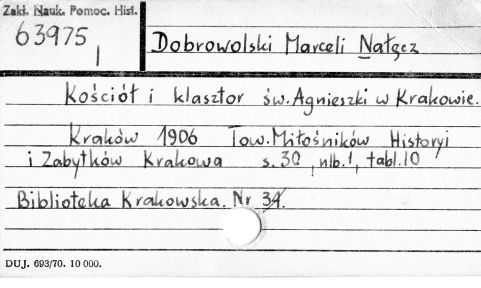 Zakł. Nauk. Pomoc. Hist.
63975
I
Dobrowolski Marceli Nałęcz
Kościół i klasztor św. Agnieszki w Krakowie.
Kraków 1906 Tow. Miłośników Historyi
i Zabytków Krakowa s. 30, nlb. 1, tabl. 10
Biblioteka Krakowska. Nr 34.
DUJ. 693/70. 10 000.